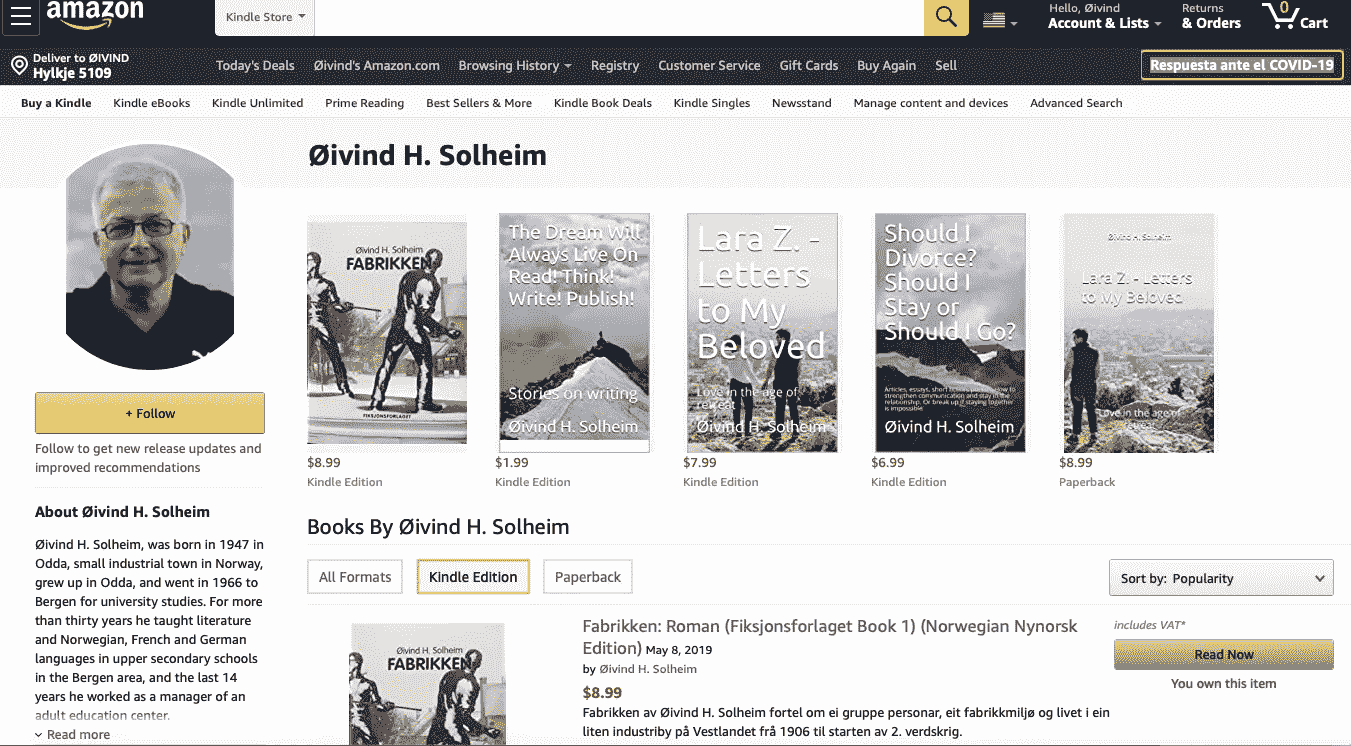 amazon
Kindle Store
Hello, Øivind
Account & Lists
Returns
& Orders
0
Cart
Deliver to ØIVIND
Hylkje 5109
Today's Deals Øivind's Amazon.com Browsing History Registry Customer Service Gift Cards Buy Again Sell
Respuesta ante el COVID-19
Buy a Kindle Kindle eBooks Kindle Unlimited Prime Reading Best Sellers & More Kindle Book Deals Kindle Singles Newsstand Manage content and devices Advanced Search
Øivind H. Solheim
Øivind H. Solheim
FABRIKKEN
FIKSJONSFORLAGET
$8.99
Kindle Edition
The Dream Will
Always Live On
Read! Think!
Write! Publish!
Stories on writing
Øivind H. Solheim
$1.99
Kindle Edition
Lara Z. -
Letters
to My
Beloved
Love in the age of
retreat
Øivind H. Solheim
$7.99
Kindle Edition
Should I
Divorce?
Should I
Stay or
Should I Go?
Articles, essays, short fiction
strengthen communication and stay in the
relationship. Or break up if staying together
is impossible
Øivind H. Solheim
$6.99
Kindle Edition
Øivind H. Solheim
Lara Z. - Letters
to My Beloved
Love in the age of
$8.99
Paperback
+ Follow
Follow to get new release updates and
improved recommendations
About Øivind H. Solheim
Øivind H. Solheim, was born in 1947 in
Odda, small industrial town in Norway,
grew up in Odda, and went in 1966 to
Bergen for university studies. For more
than thirty years he taught literature
and Norwegian, French and German
languages in upper secondary schools
in the Bergen area, and the last 14
years he worked as a manager of an
adult education center.
Read more
Books By Øivind H. Solheim
All Formats Kindle Edition Paperback
Sort by: Popularity
Øivind H. Solheim
FABRIKKEN
Fabrikken: Roman (Fiksjonsforlaget Book 1) (Norwegian Nynorsk
Edition) May 8, 2019
by Øivind H. Solheim
$8.99
Fabrikken av Øivind H. Solheim fortel om ei gruppe personar, eit fabrikkmiljø og livet i ein
liten industriby på Vestlandet frå 1906 til starten av 2. verdskrig.
includes VAT*
Read Now
You own this item